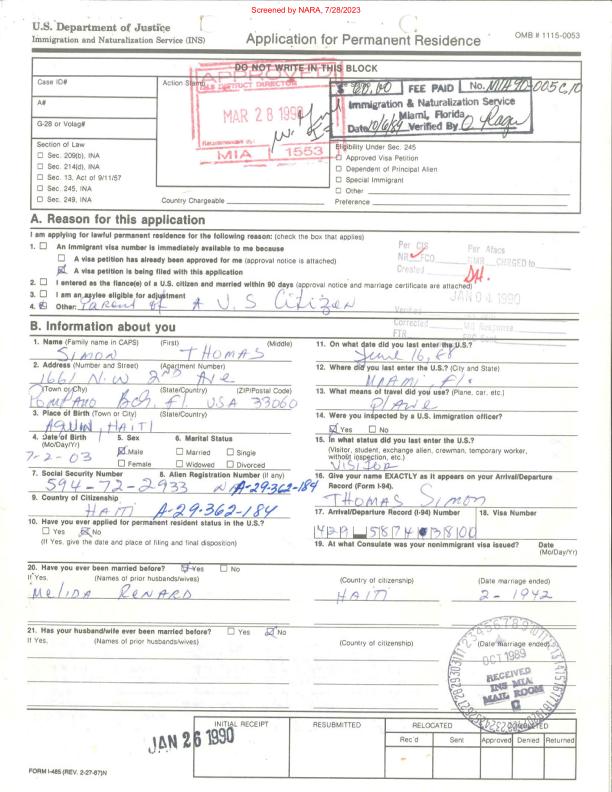 Screened by NARA, 7/28/2023
U.S. Department of Justice
Immigration and Naturalization Service (INS)
Application for Permanent Residence
OMB # 1115-0053
DO NOT WRITE IN THIS BLOCK
Case ID#
Action Stamp
A#
G-28 or Volag#
APPROVED
DISTRICT DIRECTOR
MAR 28 1990
MIA 1553
FEE PAID No.
Immigration & Naturalization Service
Miami, Florida
Date 10/6/89 Verified By
Section of Law
☐ Sec. 209(b), INA
☐ Sec. 214(d), INA
☐ Sec. 13, Act of 9/11/57
☐ Sec. 245, INA
☐ Sec. 249, INA
Country Chargeable
Eligibility Under Sec. 245
☐ Approved Visa Petition
☐ Dependent of Principal Alien
☐ Special Immigrant
☐ Other
Preference
A. Reason for this application
I am applying for lawful permanent residence for the following reason: (check the box that applies)
1. ☐ An immigrant visa number is immediately available to me because
☐ A visa petition has already been approved for me (approval notice is attached)
☑ A visa petition is being filed with this application
2. ☐ I entered as the fiance(e) of a U.S. citizen and married within 90 days (approval notice and marriage certificate are attached)
3. ☐ I am an asylee eligible for adjustment
4. ☑ Other: Parent of A U S Citizen
Per CIS
NR FCO
Created
Per Afacs
CHARGED to
JAN 04 1990
Verified
Corrected
FTR
B. Information about you
1. Name (Family name in CAPS) (First) (Middle)
SIMON THOMAS
2. Address (Number and Street) (Apartment Number)
1661 N.W 2ND Ave
(Town or City) (State/Country) (ZIP/Postal Code)
Pompano Bch. Fl USA 33060
3. Place of Birth (Town or City) (State/Country)
AQUIN, HAITI
4. Date of Birth
(Mo/Day/Yr)
7-2-03
5. Sex
☑ Male
☐ Female
6. Marital Status
☐ Married ☐ Single
☐ Widowed ☐ Divorced
7. Social Security Number
594-72-2933
8. Alien Registration Number (If any)
A-29-362-184
9. Country of Citizenship
HAITI A-29-362-184
10. Have you ever applied for permanent resident status in the U.S.?
☐ Yes ☑ No
(If Yes, give the date and place of filing and final disposition)
11. On what date did you last enter the U.S.?
June 16, 88
12. Where did you last enter the U.S.? (City and State)
MIAMI, Fl.
13. What means of travel did you use? (Plane, car, etc.)
PLANE
14. Were you inspected by a U.S. immigration officer?
☑ Yes ☐ No
15. In what status did you last enter the U.S.?
(Visitor, student, exchange alien, crewman, temporary worker, without inspection, etc.)
VISITOR
16. Give your name EXACTLY as it appears on your Arrival/Departure
Record (Form I-94).
THOMAS SIMON
17. Arrival/Departure Record (I-94) Number 18. Visa Number
19. At what Consulate was your nonimmigrant visa issued? Date
(Mo/Day/Yr)
20. Have you ever been married before? ☑ Yes ☐ No
If Yes, (Names of prior husbands/wives) (Country of citizenship) (Date marriage ended)
Melida RENARD HAITI 2-1942
21. Has your husband/wife ever been married before? ☐ Yes ☑ No
If Yes, (Names of prior husbands/wives) (Country of citizenship) (Date marriage ended)
OCT 1989
RECEIVED
INS MIA
MAIL ROOM
C
INITIAL RECEIPT
JAN 26 1990
RESUBMITTED
RELOCATED
Rec'd Sent
Approved Denied Returned
FORM I-485 (REV. 2-27-87)N